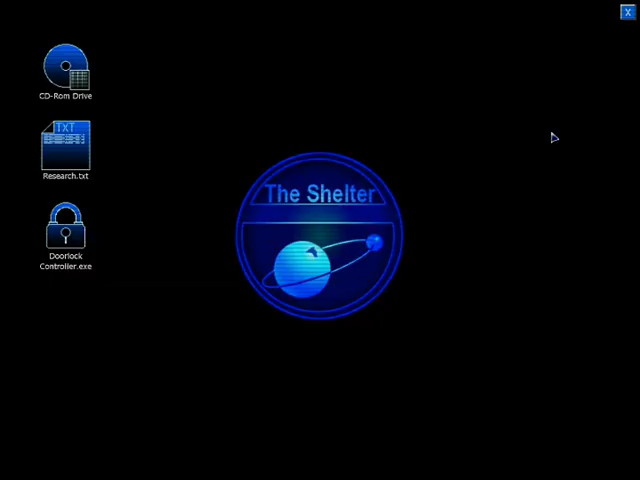 X
CD-Rom Drive
TXT
Research.txt
The Shelter
Doorlock
Controller.exe